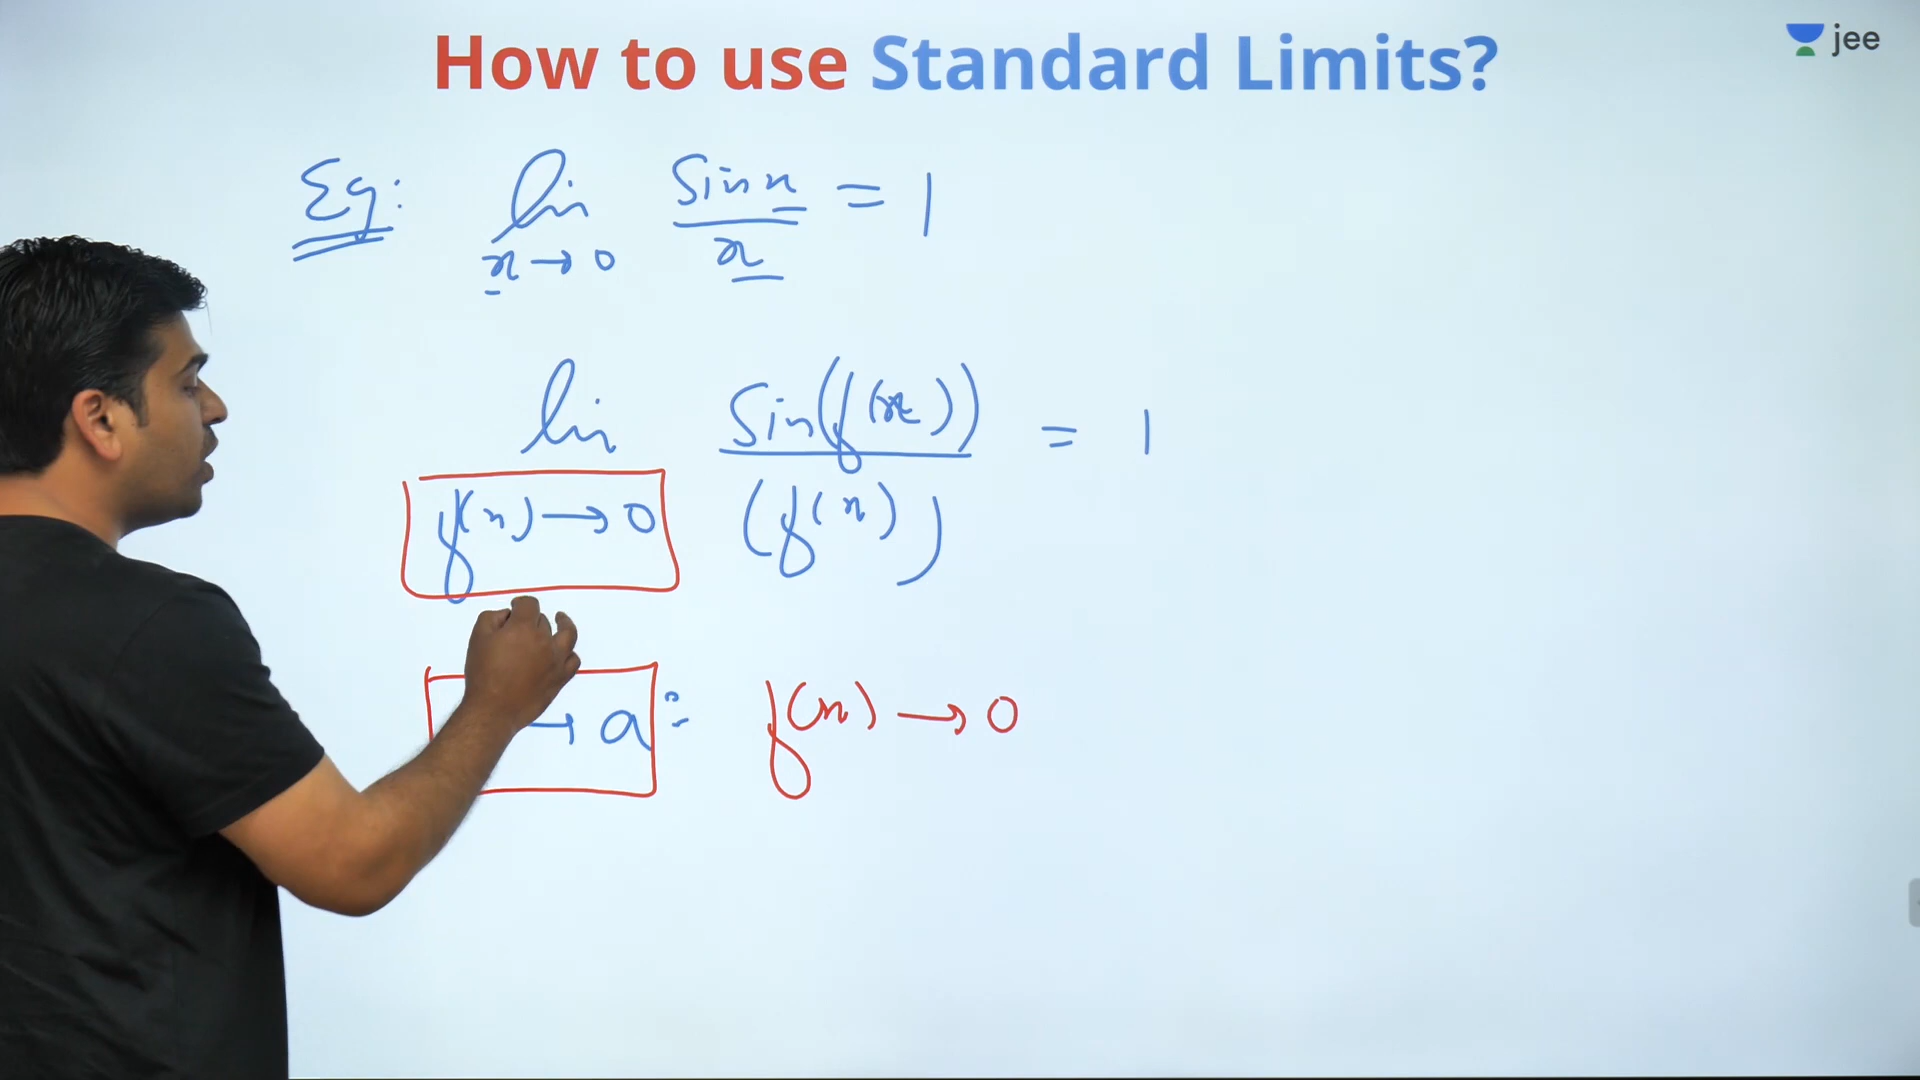 How to use Standard Limits?
jee
Eg: lim x→0 sin x / x = 1
lim f(x)→0 sin(f(x)) / (f(x)) = 1
→ a : f(x) → 0